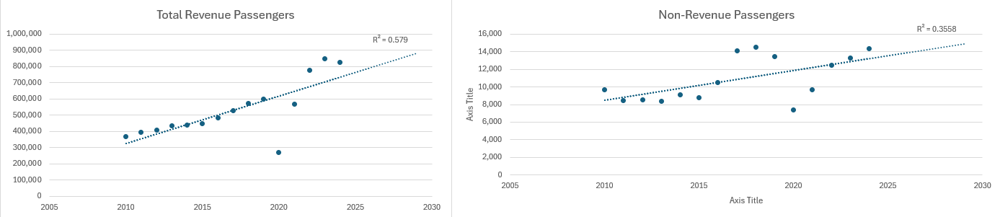 Total Revenue Passengers
R² = 0.579
1,000,000
900,000
800,000
700,000
600,000
500,000
400,000
300,000
200,000
100,000
0
2005 2010 2015 2020 2025 2030
Non-Revenue Passengers
R² = 0.3558
16,000
14,000
12,000
10,000
8,000
6,000
4,000
2,000
0
Axis Title
2005 2010 2015 2020 2025 2030
Axis Title